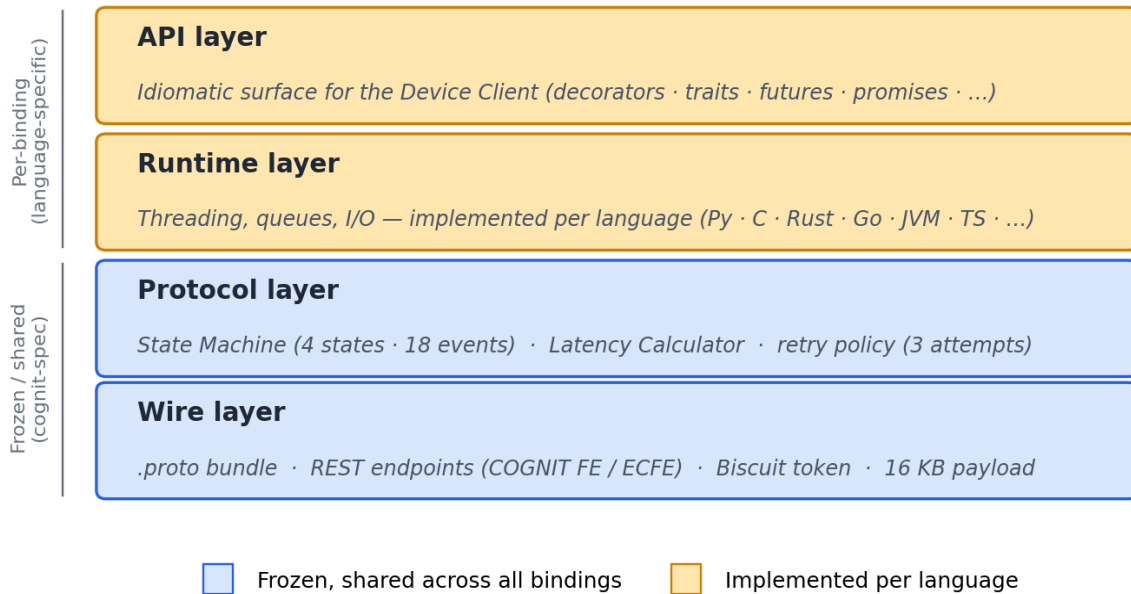 Per-binding
(language-specific)
API layer
Idiomatic surface for the Device Client (decorators · traits · futures · promises · …)
Runtime layer
Threading, queues, I/O — implemented per language (Py · C · Rust · Go · JVM · TS · …)
Frozen / shared
(cognit-spec)
Protocol layer
State Machine (4 states · 18 events)  ·  Latency Calculator  ·  retry policy (3 attempts)
Wire layer
.proto bundle  ·  REST endpoints (COGNIT FE / ECFE)  ·  Biscuit token  ·  16 KB payload
Frozen, shared across all bindings
Implemented per language